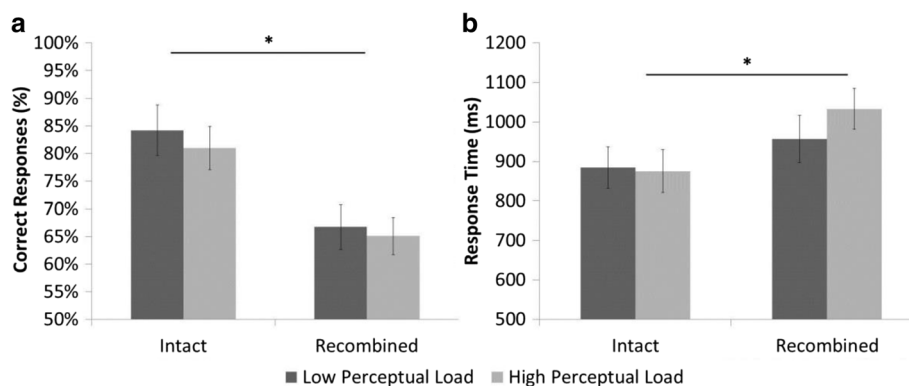 a
Correct Responses (%)
100%
95%
90%
85%
80%
75%
70%
65%
60%
55%
50%
*
Intact
Recombined
b
Response Time (ms)
1200
1100
1000
900
800
700
600
500
*
Intact
Recombined
Low Perceptual Load
High Perceptual Load